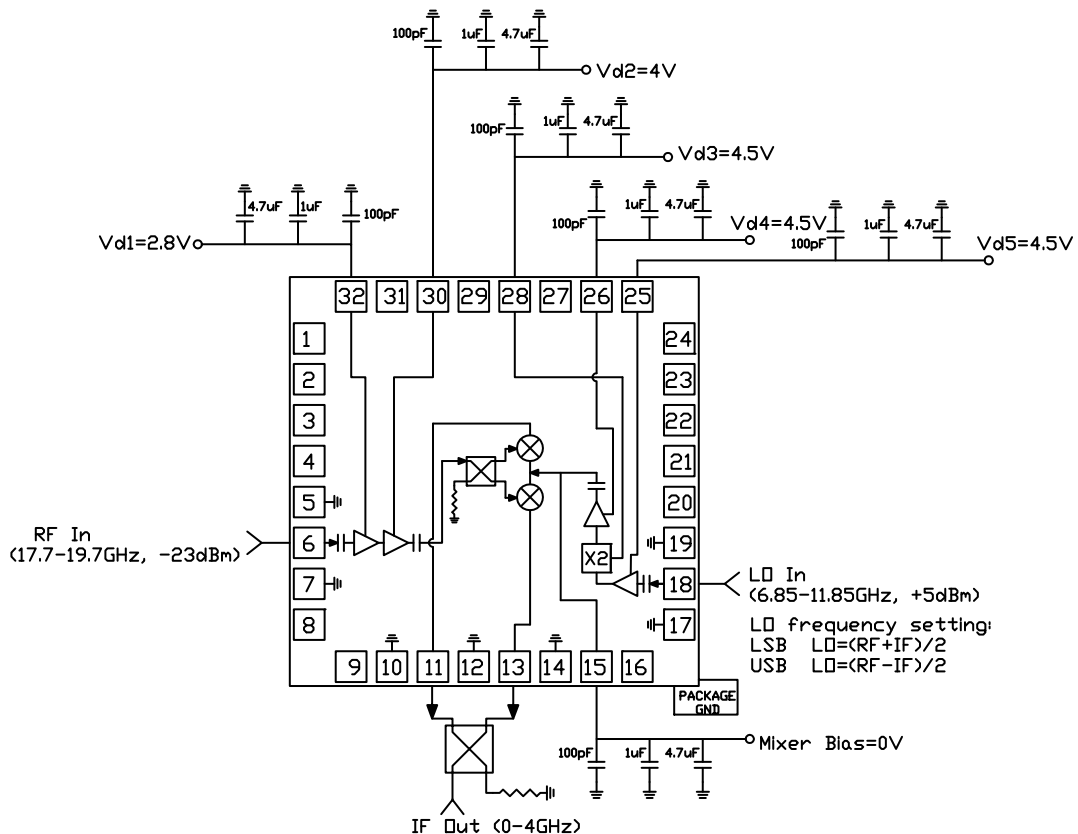 100pF 1uF 4.7uF
Vd2=4V
100pF 1uF 4.7uF
Vd3=4.5V
4.7uF 1uF 100pF
Vd1=2.8V
100pF 1uF 4.7uF
Vd4=4.5V
100pF 1uF 4.7uF
Vd5=4.5V
32 31 30 29 28 27 26 25
1
2
3
4
5
6
7
8
24
23
22
21
20
19
18
17
X2
RF In
(17.7-19.7GHz, -23dBm)
LO In
(6.85-11.85GHz, +5dBm)
LO frequency setting:
LSB LO=(RF+IF)/2
USB LO=(RF-IF)/2
9 10 11 12 13 14 15 16
PACKAGE
GND
100pF 1uF 4.7uF
Mixer Bias=0V
IF Out (0-4GHz)